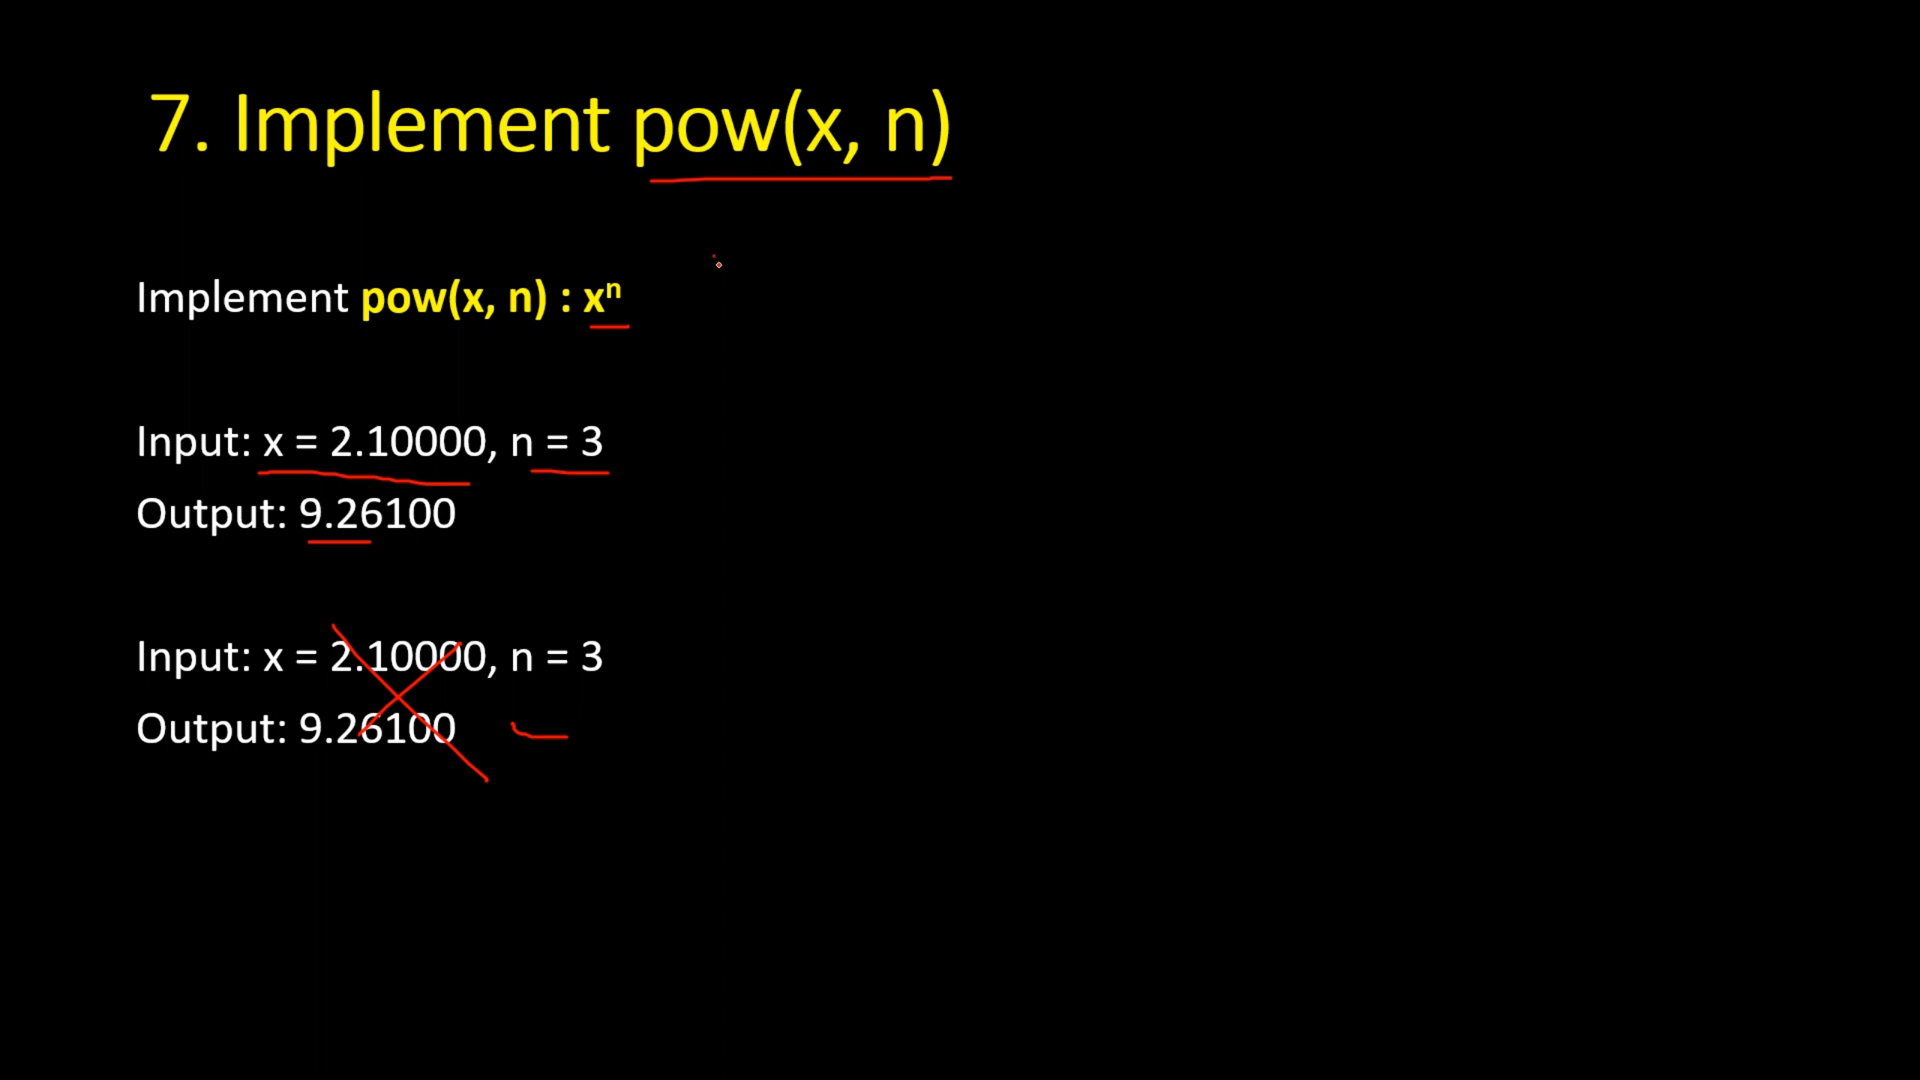 7. Implement pow(x, n)
Implement pow(x, n) : xⁿ
Input: x = 2.10000, n = 3
Output: 9.26100
Input: x = 2.10000, n = 3
Output: 9.26100